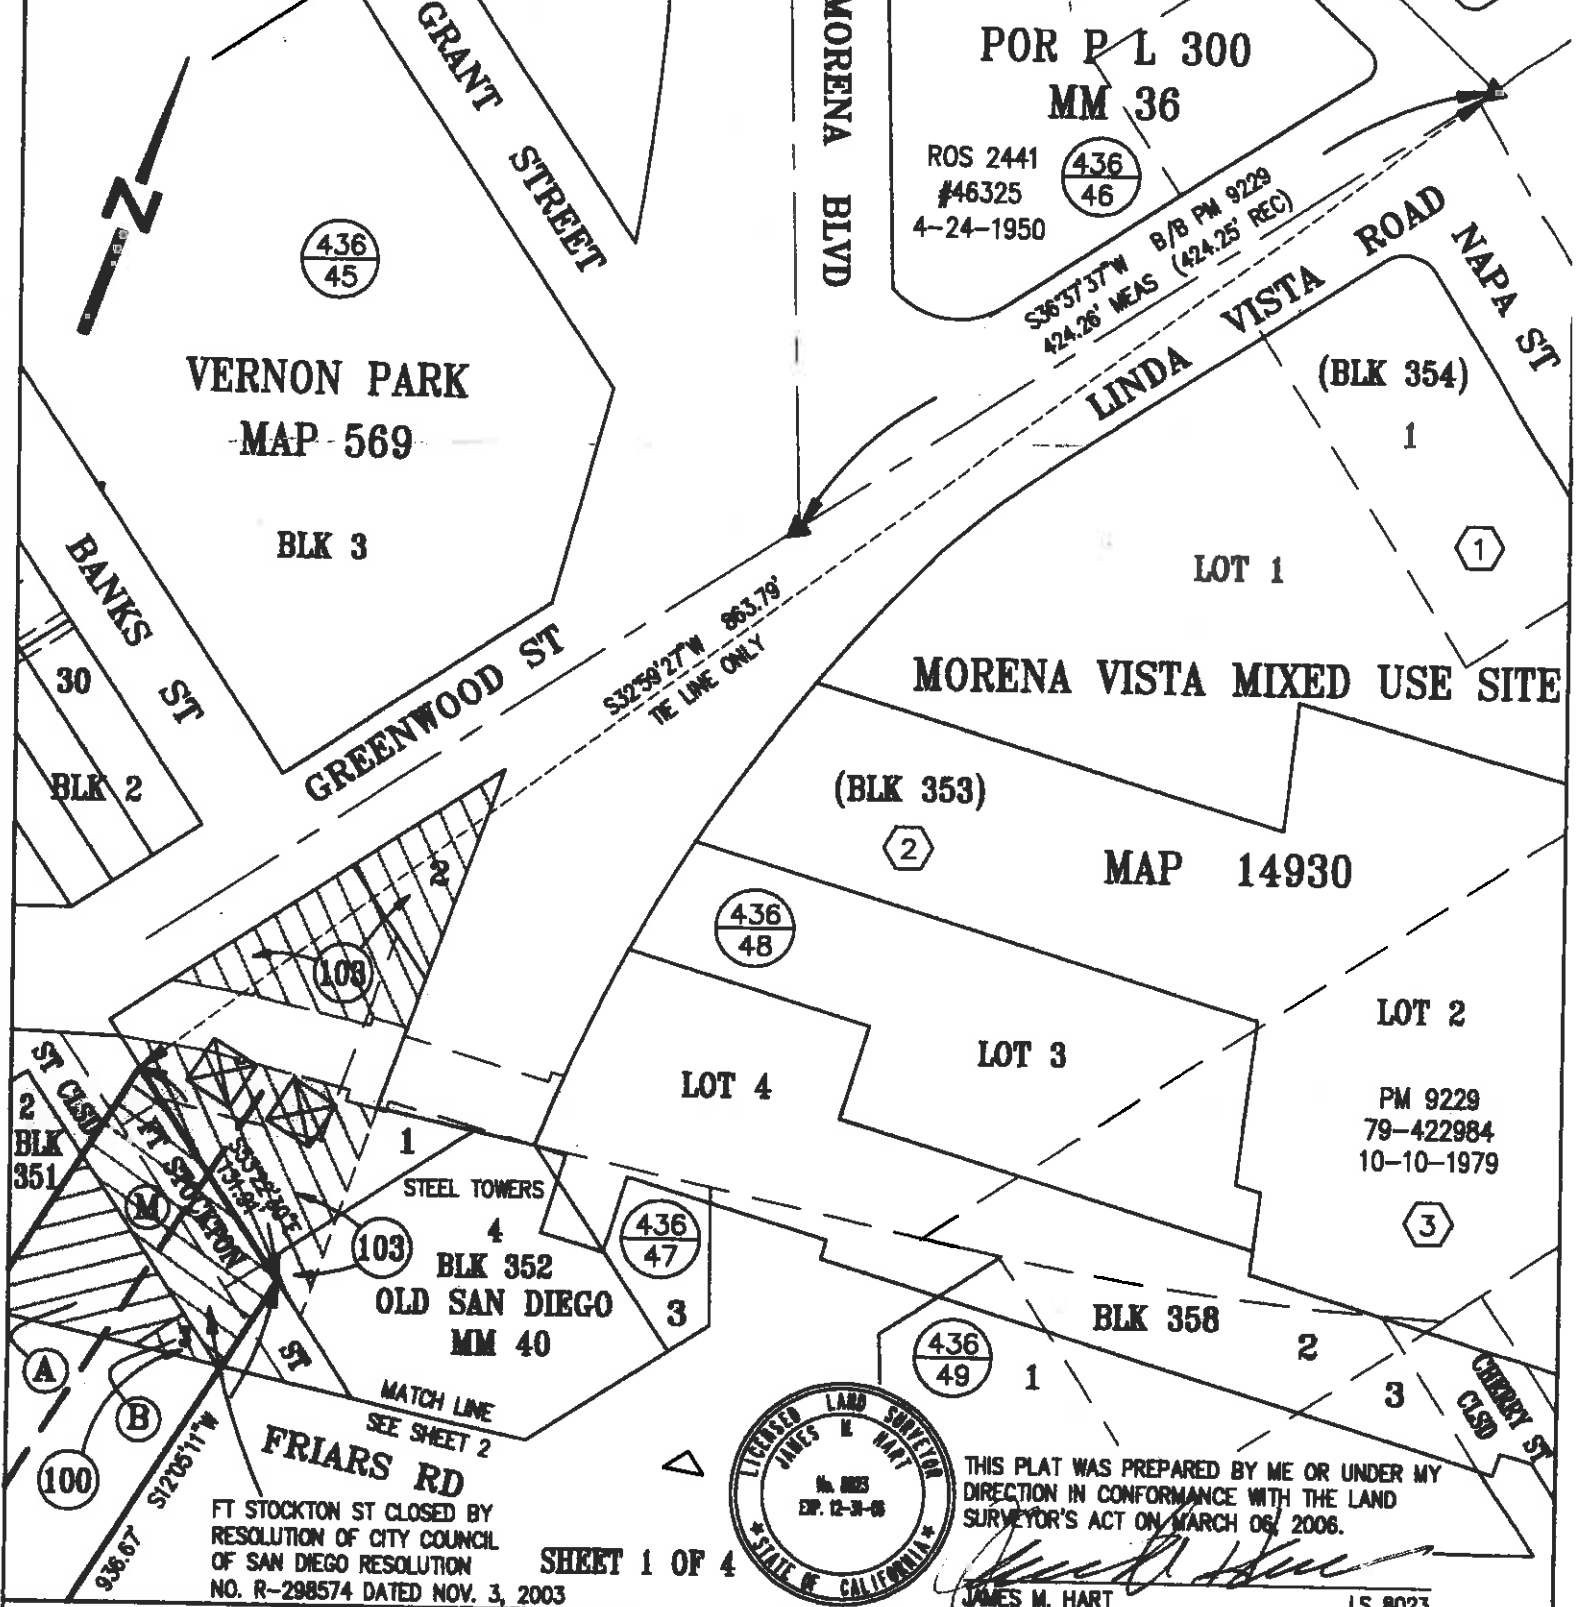 GRANT STREET
MORENA BLVD
POR P L 300
MM 36
ROS 2441
#46325
4-24-1950
436
46
S36°37'37"W B/B PM 9229
424.26' MEAS (424.25' REC)
LINDA VISTA ROAD
NAPA ST
N
436
45
VERNON PARK
MAP 569
BLK 3
(BLK 354)
1
1
LOT 1
BANKS ST
30
BLK 2
GREENWOOD ST
S32°59'27"W 863.79'
TIE LINE ONLY
MORENA VISTA MIXED USE SITE
(BLK 353)
2
MAP 14930
2
103
436
48
LOT 2
LOT 3
LOT 4
PM 9229
79-422984
10-10-1979
3
ST CLSD
FT STOCKTON
ST
2
BLK
351
M
1
STEEL TOWERS
4
BLK 352
OLD SAN DIEGO
MM 40
103
436
47
3
3
A
B
100
S12°05'11"W
936.67'
MATCH LINE
SEE SHEET 2
FRIARS RD
BLK 358
436
49
1
2
3
CHERRY ST
CLSD
FT STOCKTON ST CLOSED BY
RESOLUTION OF CITY COUNCIL
OF SAN DIEGO RESOLUTION
NO. R-298574 DATED NOV. 3, 2003
SHEET 1 OF 4
LICENSED LAND SURVEYOR
JAMES M. HART
No. 8023
EXP. 12-31-06
STATE OF CALIFORNIA
THIS PLAT WAS PREPARED BY ME OR UNDER MY
DIRECTION IN CONFORMANCE WITH THE LAND
SURVEYOR'S ACT ON MARCH 06, 2006.
JAMES M. HART
LS 8023